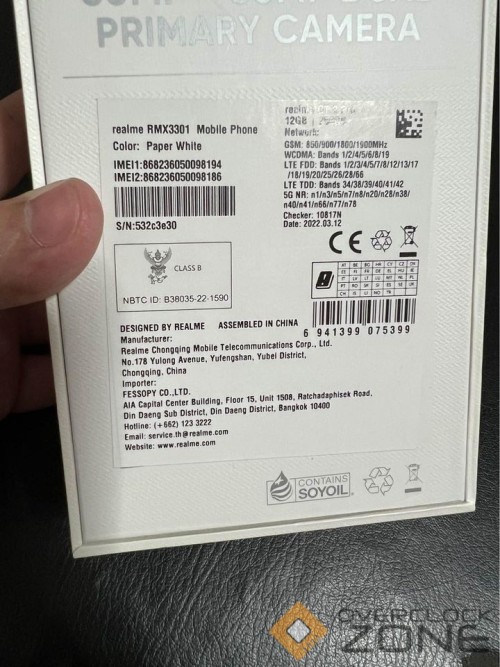 PRIMARY CAMERA
realme RMX3301 Mobile Phone
Color: Paper White
IMEI1:868236050098194
IMEI2:868236050098186
S/N:532c3e30
CLASS B
NBTC ID: B38035-22-1590
12GB
Network:
GSM: 850/900/1800/1900MHz
WCDMA: Bands 1/2/4/5/6/8/19
LTE FDD: Bands 1/2/3/4/5/7/8/12/13/17
/18/19/20/25/26/28/66
LTE TDD: Bands 34/38/39/40/41/42
5G NR: n1/n3/n5/n7/n8/n20/n28/n38/
n40/n41/n66/n77/n78
Checker: 10817N
Date: 2022.03.12
CE
6 941399 075399
DESIGNED BY REALME ASSEMBLED IN CHINA
Manufacturer:
Realme Chongqing Mobile Telecommunications Corp., Ltd.
No.178 Yulong Avenue, Yufengshan, Yubei District,
Chongqing, China
Importer:
FESSOPY CO.,LTD.
AIA Capital Center Building, Floor 15, Unit 1508, Ratchadaphisek Road,
Din Daeng Sub District, Din Daeng District, Bangkok 10400
Hotline: (+662) 123 3222
Email: service.th@realme.com
Website: www.realme.com
CONTAINS
SOYOIL
OVERCLOCK
ZONE